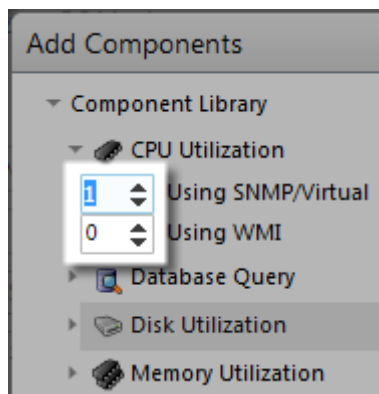 Add Components
Component Library
CPU Utilization
1 Using SNMP/Virtual
0 Using WMI
Database Query
Disk Utilization
Memory Utilization